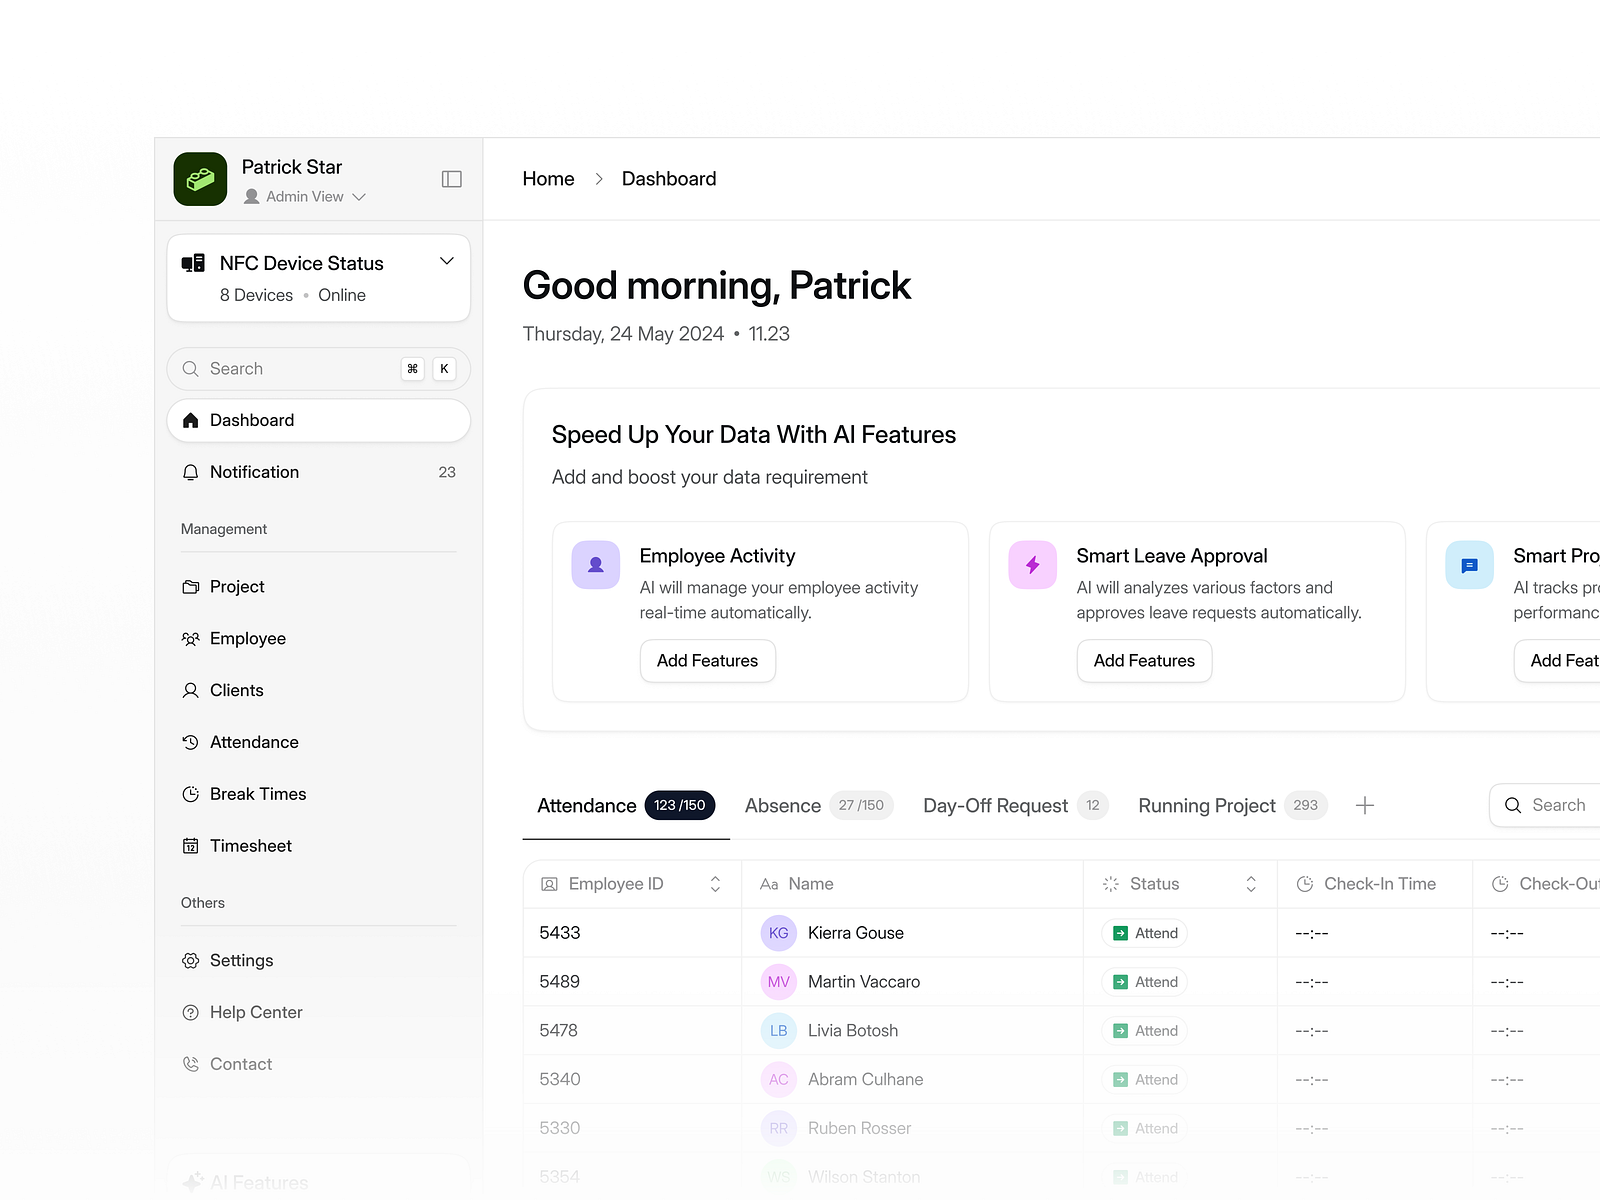 Patrick Star
Admin View
NFC Device Status
8 Devices • Online
Search ⌘ K
Dashboard
Notification 23
Management
Project
Employee
Clients
Attendance
Break Times
12 Timesheet
Others
Settings
Help Center
Contact
AI Features
Home > Dashboard
Good morning, Patrick
Thursday, 24 May 2024 • 11.23
Speed Up Your Data With AI Features
Add and boost your data requirement
Employee Activity
AI will manage your employee activity
real-time automatically.
Add Features
Smart Leave Approval
AI will analyzes various factors and
approves leave requests automatically.
Add Features
Smart Pro
AI tracks pro
performanc
Add Feat
Attendance 123 /150 Absence 27 /150 Day-Off Request 12 Running Project 293 + Search
Employee ID Aa Name Status Check-In Time Check-Out
5433 KG Kierra Gouse Attend --:-- --:--
5489 MV Martin Vaccaro Attend --:-- --:--
5478 LB Livia Botosh Attend --:-- --:--
5340 AC Abram Culhane Attend --:-- --:--
5330 RR Ruben Rosser Attend --:-- --:--
5354 WS Wilson Stanton Attend --:-- --:--